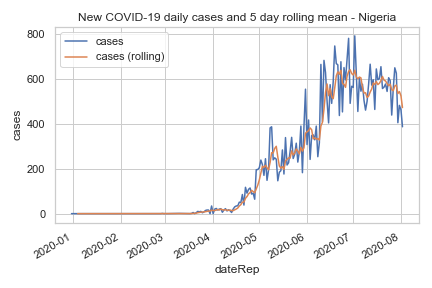 New COVID-19 daily cases and 5 day rolling mean - Nigeria
cases
cases (rolling)
800
600
400
200
0
cases
2020-01
2020-02
2020-03
2020-04
2020-05
2020-06
2020-07
2020-08
dateRep